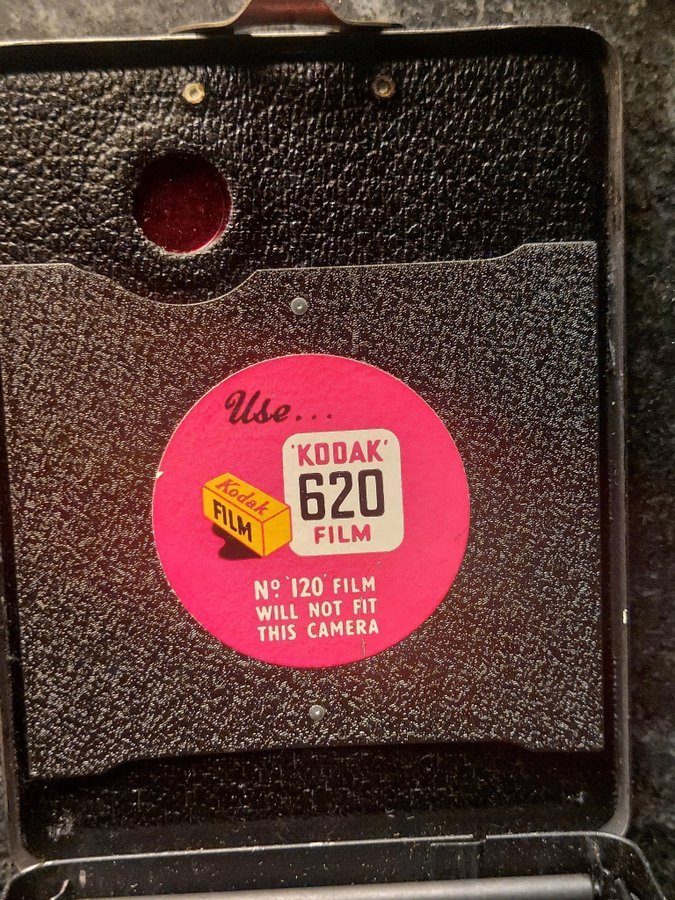 Use...
'KODAK'
620
FILM
Kodak
FILM
Nº '120' FILM
WILL NOT FIT
THIS CAMERA